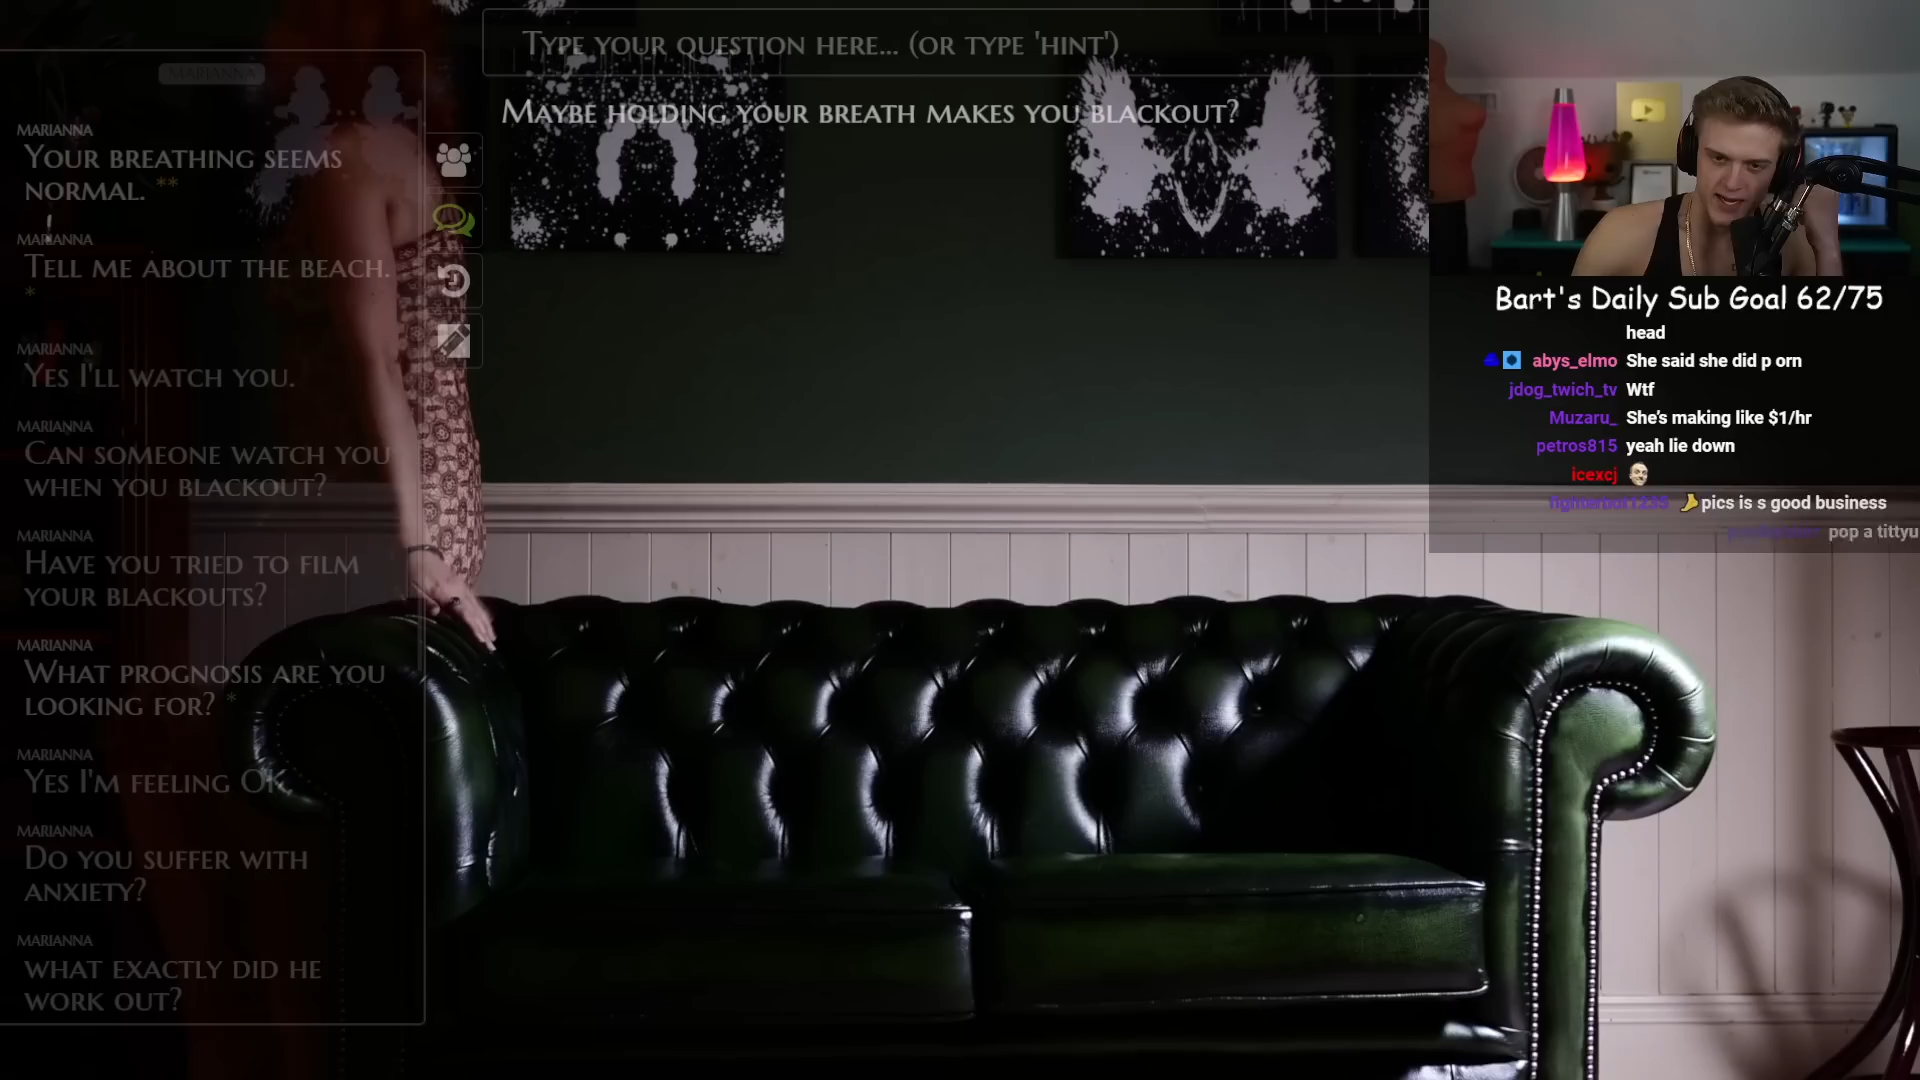 Type your question here... (or type 'hint')
Maybe holding your breath makes you blackout?
MARIANNA
MARIANNA
Your breathing seems
normal. **
MARIANNA
Tell me about the beach.
*
MARIANNA
Yes I'll watch you.
MARIANNA
Can someone watch you
when you blackout?
MARIANNA
Have you tried to film
your blackouts?
MARIANNA
What prognosis are you
looking for? *
MARIANNA
Yes I'm feeling OK,
MARIANNA
Do you suffer with
anxiety?
MARIANNA
what exactly did he
work out?
Bart's Daily Sub Goal 62/75
head
abys_elmo She said she did p orn
jdog_twich_tv Wtf
Muzaru_ She's making like $1/hr
petros815 yeah lie down
icexcj
pics is s good business
pop a tittyu